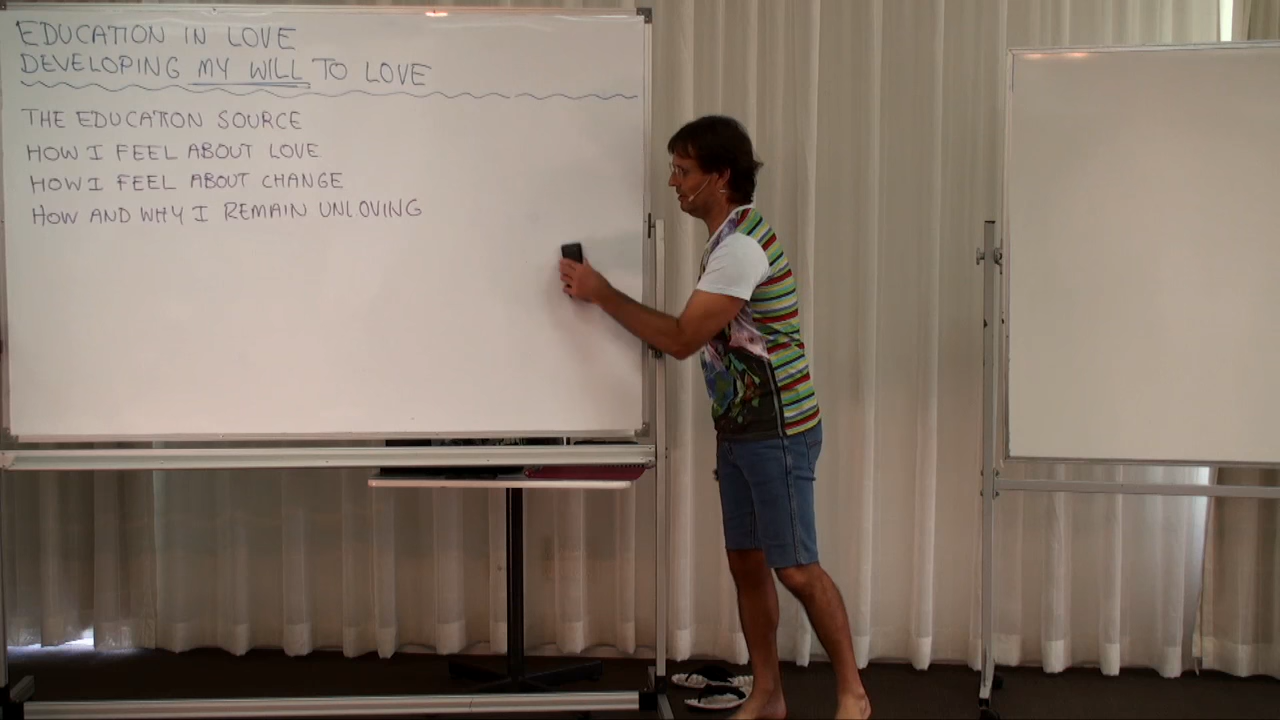 EDUCATION IN LOVE
DEVELOPING MY WILL TO LOVE
THE EDUCATION SOURCE
HOW I FEEL ABOUT LOVE
HOW I FEEL ABOUT CHANGE
HOW AND WHY I REMAIN UNLOVING